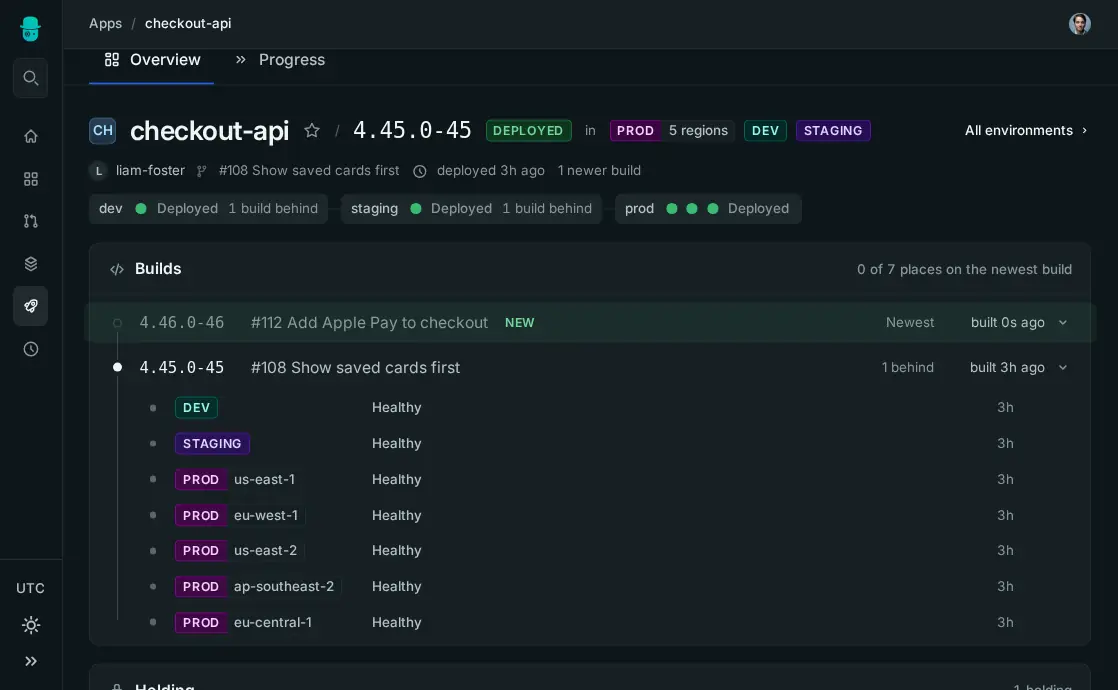 Apps / checkout-api
Overview Progress
CH checkout-api / 4.45.0-45 DEPLOYED in PROD 5 regions DEV STAGING All environments
L liam-foster #108 Show saved cards first deployed 3h ago 1 newer build
dev Deployed 1 build behind staging Deployed 1 build behind prod Deployed
Builds 0 of 7 places on the newest build
4.46.0-46 #112 Add Apple Pay to checkout NEW Newest built 0s ago
4.45.0-45 #108 Show saved cards first 1 behind built 3h ago
DEV Healthy 3h
STAGING Healthy 3h
PROD us-east-1 Healthy 3h
PROD eu-west-1 Healthy 3h
PROD us-east-2 Healthy 3h
PROD ap-southeast-2 Healthy 3h
PROD eu-central-1 Healthy 3h
UTC
Holding 1 holding